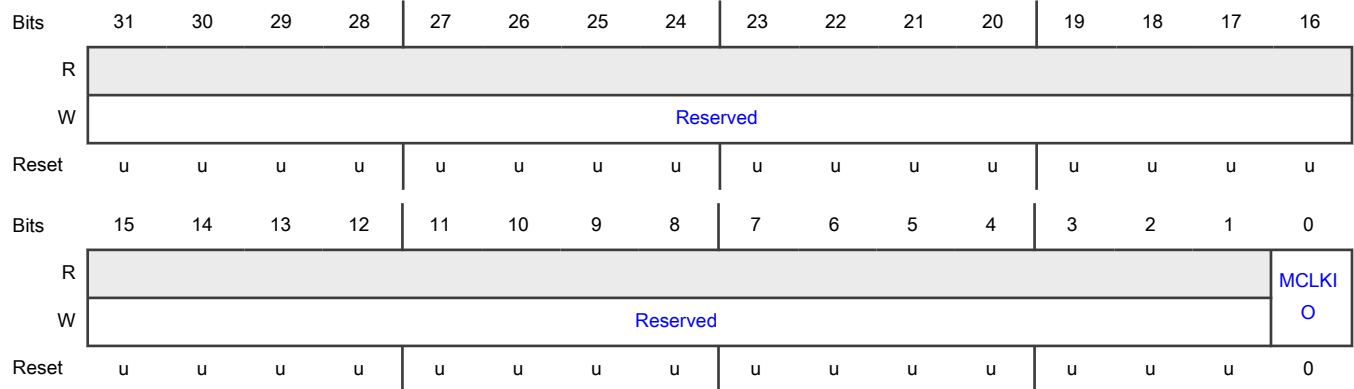 Bits 31 30 29 28 27 26 25 24 23 22 21 20 19 18 17 16
R
W Reserved
Reset u u u u u u u u u u u u u u u u
Bits 15 14 13 12 11 10 9 8 7 6 5 4 3 2 1 0
R MCLKI
W Reserved O
Reset u u u u u u u u u u u u u u u 0